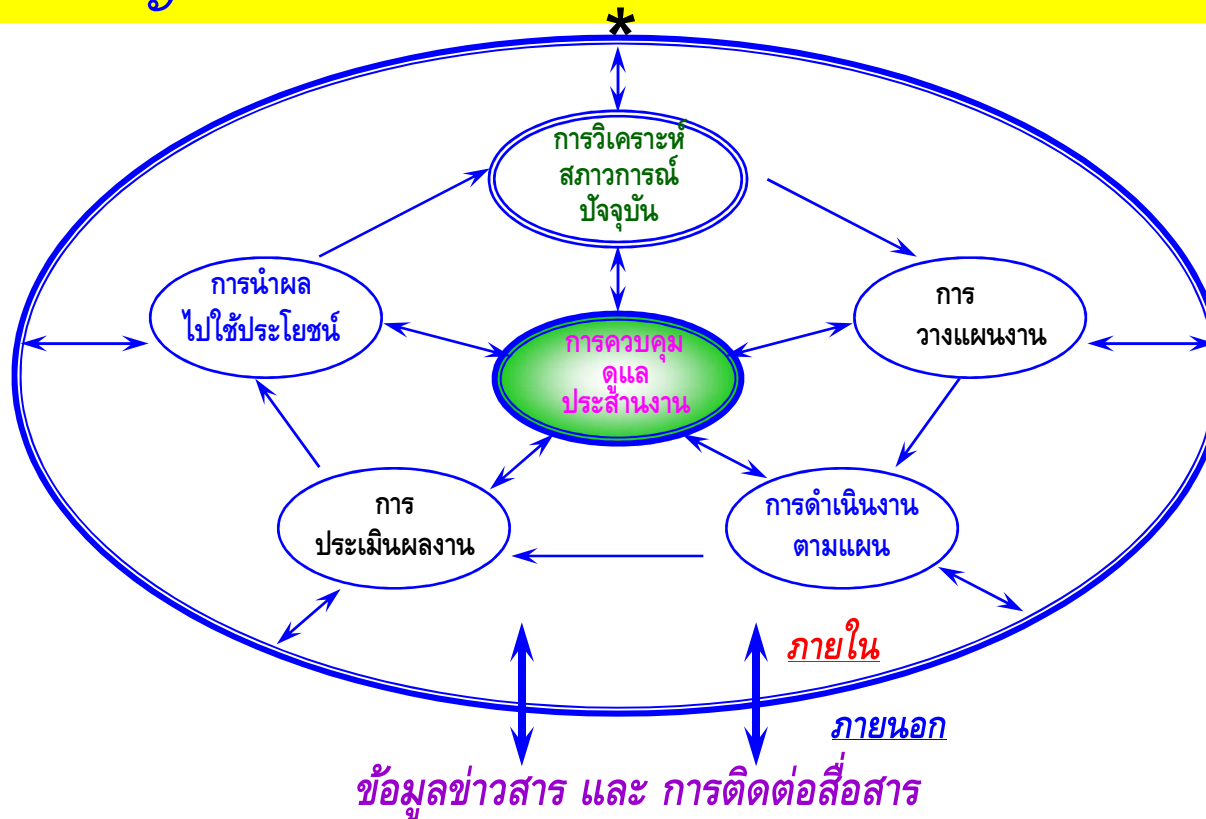 *
การวิเคราะห์
สภาวการณ์
ปัจจุบัน
การนำผล
ไปใช้ประโยชน์
การ
วางแผนงาน
การควบคุม
ดูแล
ประสานงาน
การ
ประเมินผลงาน
การดำเนินงาน
ตามแผน
ภายใน
ภายนอก
ข้อมูลข่าวสาร และ การติดต่อสื่อสาร